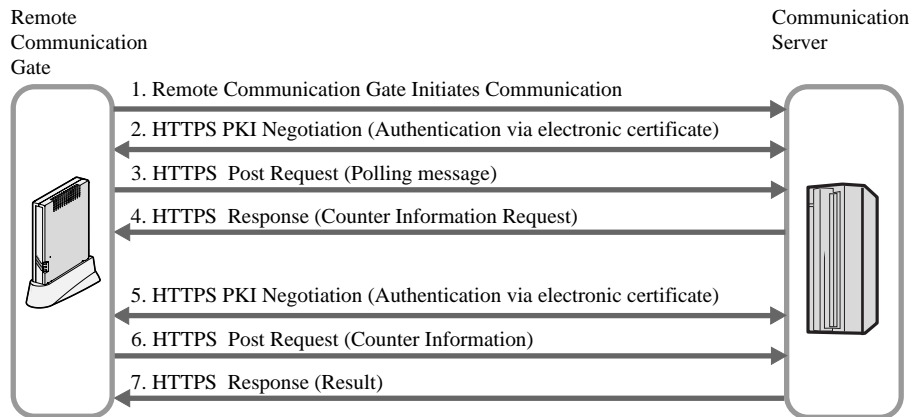 Remote
Communication
Gate
Communication
Server
1. Remote Communication Gate Initiates Communication
2. HTTPS PKI Negotiation (Authentication via electronic certificate)
3. HTTPS  Post Request (Polling message)
4. HTTPS  Response (Counter Information Request)
5. HTTPS PKI Negotiation (Authentication via electronic certificate)
6. HTTPS  Post Request (Counter Information)
7. HTTPS  Response (Result)